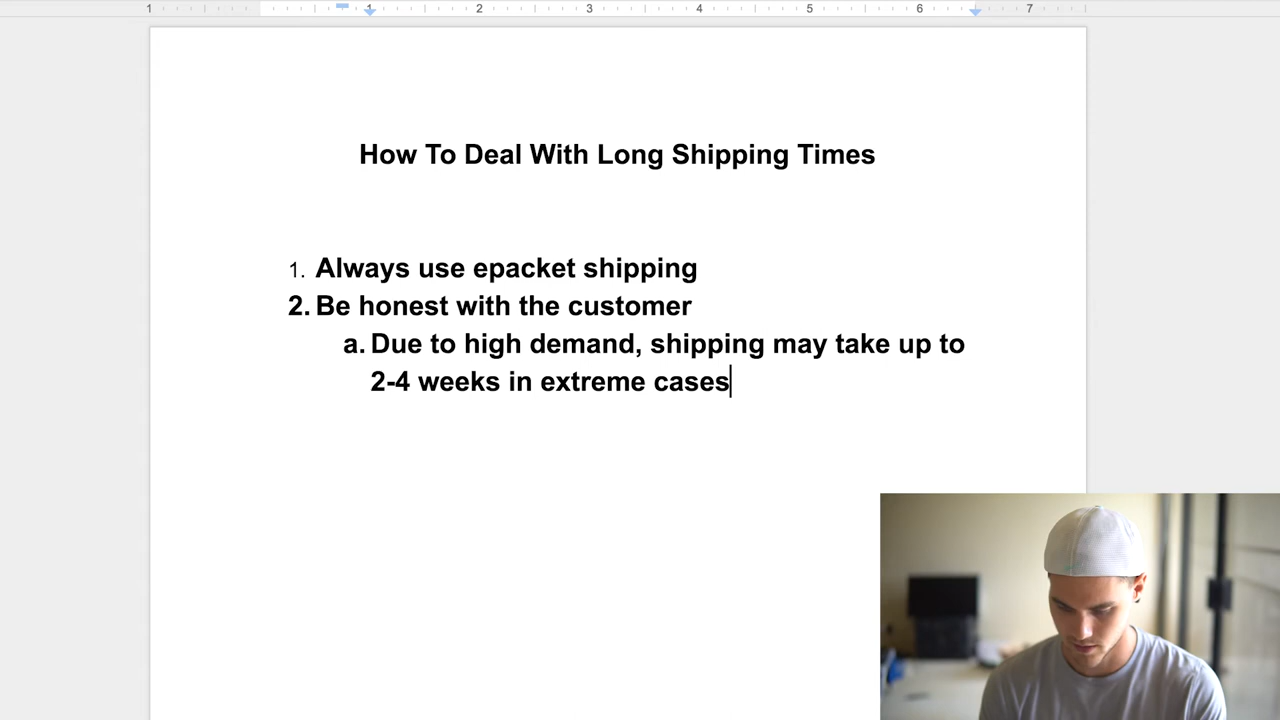 1 1 2 3 4 5 6 7
How To Deal With Long Shipping Times
1. Always use epacket shipping
2. Be honest with the customer
a. Due to high demand, shipping may take up to
2-4 weeks in extreme cases